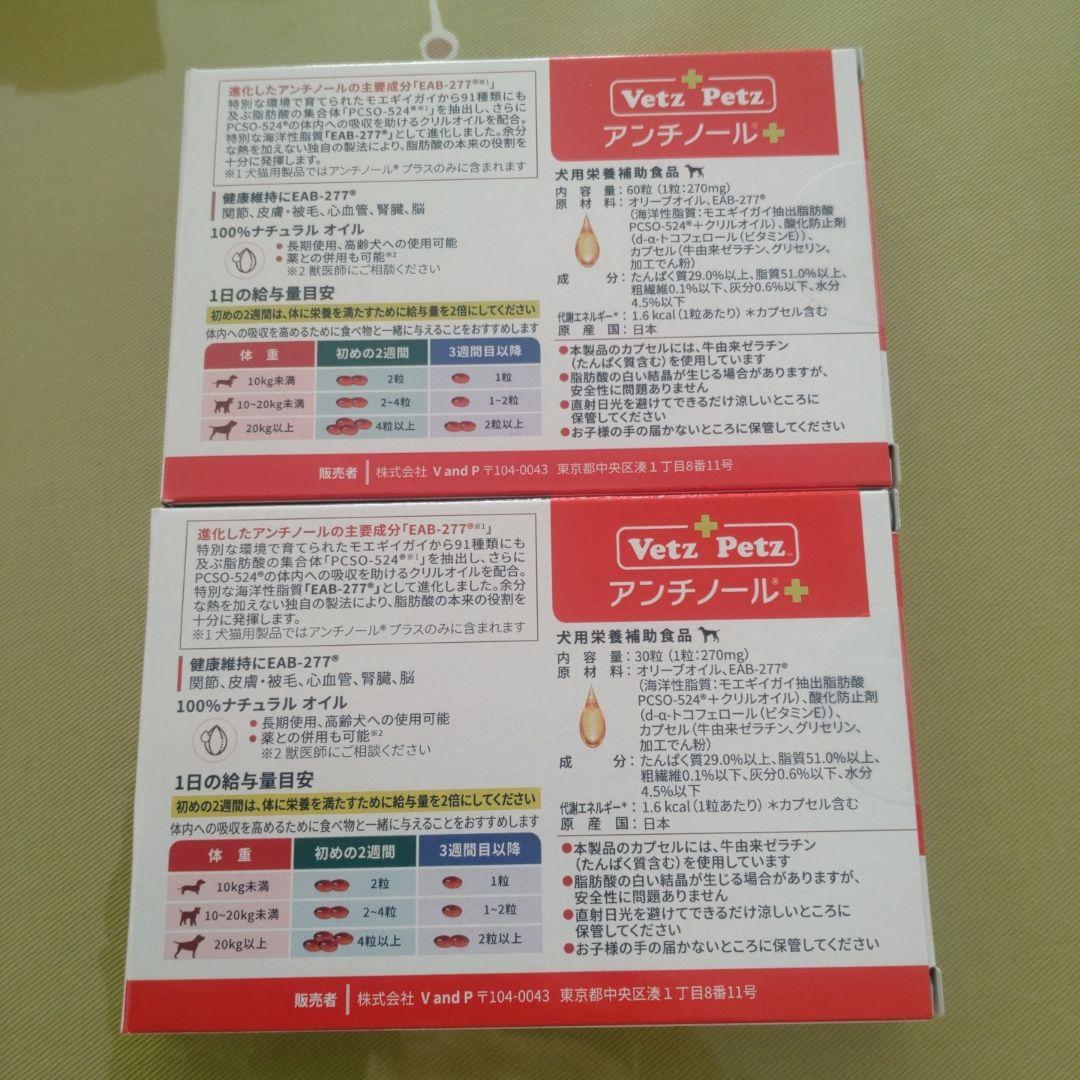 進化したアンチノールの主要成分「EAB-277®※1」
特別な環境で育てられたモエギイガイから91種類にも
及ぶ脂肪酸の集合体「PCSO-524®※1」を抽出し、さらに
PCSO-524®の体内への吸収を助けるクリルオイルを配合。
特別な海洋性脂質「EAB-277®」として進化しました。余分
な熱を加えない独自の製法により、脂肪酸の本来の役割を
十分に発揮します。
※1 犬猫用製品ではアンチノール® プラスのみに含まれます
健康維持にEAB-277®
関節、皮膚・被毛、心血管、腎臓、脳
100%ナチュラル オイル
● 長期使用、高齢犬への使用可能
● 薬との併用も可能※2
※2 獣医師にご相談ください
1日の給与量目安
初めの2週間は、体に栄養を満たすために給与量を2倍にしてください
体内への吸収を高めるために食べ物と一緒に与えることをおすすめします
体 重 初めの2週間 3週間目以降
10kg未満 2粒 1粒
10~20kg未満 2~4粒 1~2粒
20kg以上 4粒以上 2粒以上
Vetz Petz
アンチノール®+
犬用栄養補助食品
内 容 量：60粒（1粒：270mg）
原 材 料：オリーブオイル、EAB-277®
（海洋性脂質：モエギイガイ抽出脂肪酸
PCSO-524®＋クリルオイル）、酸化防止剤
（d-α-トコフェロール（ビタミンE））、
カプセル（牛由来ゼラチン、グリセリン、
加工でん粉）
成 分：たんぱく質29.0%以上、脂質51.0%以上、
粗繊維0.1%以下、灰分0.6%以下、水分
4.5%以下
代謝エネルギー*：1.6 kcal（1粒あたり）＊カプセル含む
原 産 国：日本
●本製品のカプセルには、牛由来ゼラチン
（たんぱく質含む）を使用しています
●脂肪酸の白い結晶が生じる場合がありますが、
安全性に問題ありません
●直射日光を避けてできるだけ涼しいところに
保管してください
●お子様の手の届かないところに保管してください
販売者 株式会社 V and P 〒104-0043 東京都中央区湊１丁目8番11号
進化したアンチノールの主要成分「EAB-277®※1」
特別な環境で育てられたモエギイガイから91種類にも
及ぶ脂肪酸の集合体「PCSO-524®※1」を抽出し、さらに
PCSO-524®の体内への吸収を助けるクリルオイルを配合。
特別な海洋性脂質「EAB-277®」として進化しました。余分
な熱を加えない独自の製法により、脂肪酸の本来の役割を
十分に発揮します。
※1 犬猫用製品ではアンチノール® プラスのみに含まれます
健康維持にEAB-277®
関節、皮膚・被毛、心血管、腎臓、脳
100%ナチュラル オイル
● 長期使用、高齢犬への使用可能
● 薬との併用も可能※2
※2 獣医師にご相談ください
1日の給与量目安
初めの2週間は、体に栄養を満たすために給与量を2倍にしてください
体内への吸収を高めるために食べ物と一緒に与えることをおすすめします
体 重 初めの2週間 3週間目以降
10kg未満 2粒 1粒
10~20kg未満 2~4粒 1~2粒
20kg以上 4粒以上 2粒以上
Vetz Petz™
アンチノール®+
犬用栄養補助食品
内 容 量：30粒（1粒：270mg）
原 材 料：オリーブオイル、EAB-277®
（海洋性脂質：モエギイガイ抽出脂肪酸
PCSO-524®＋クリルオイル）、酸化防止剤
（d-α-トコフェロール（ビタミンE））、
カプセル（牛由来ゼラチン、グリセリン、
加工でん粉）
成 分：たんぱく質29.0%以上、脂質51.0%以上、
粗繊維0.1%以下、灰分0.6%以下、水分
4.5%以下
代謝エネルギー*：1.6 kcal（1粒あたり）＊カプセル含む
原 産 国：日本
●本製品のカプセルには、牛由来ゼラチン
（たんぱく質含む）を使用しています
●脂肪酸の白い結晶が生じる場合がありますが、
安全性に問題ありません
●直射日光を避けてできるだけ涼しいところに
保管してください
●お子様の手の届かないところに保管してください
販売者 株式会社 V and P 〒104-0043 東京都中央区湊１丁目8番11号